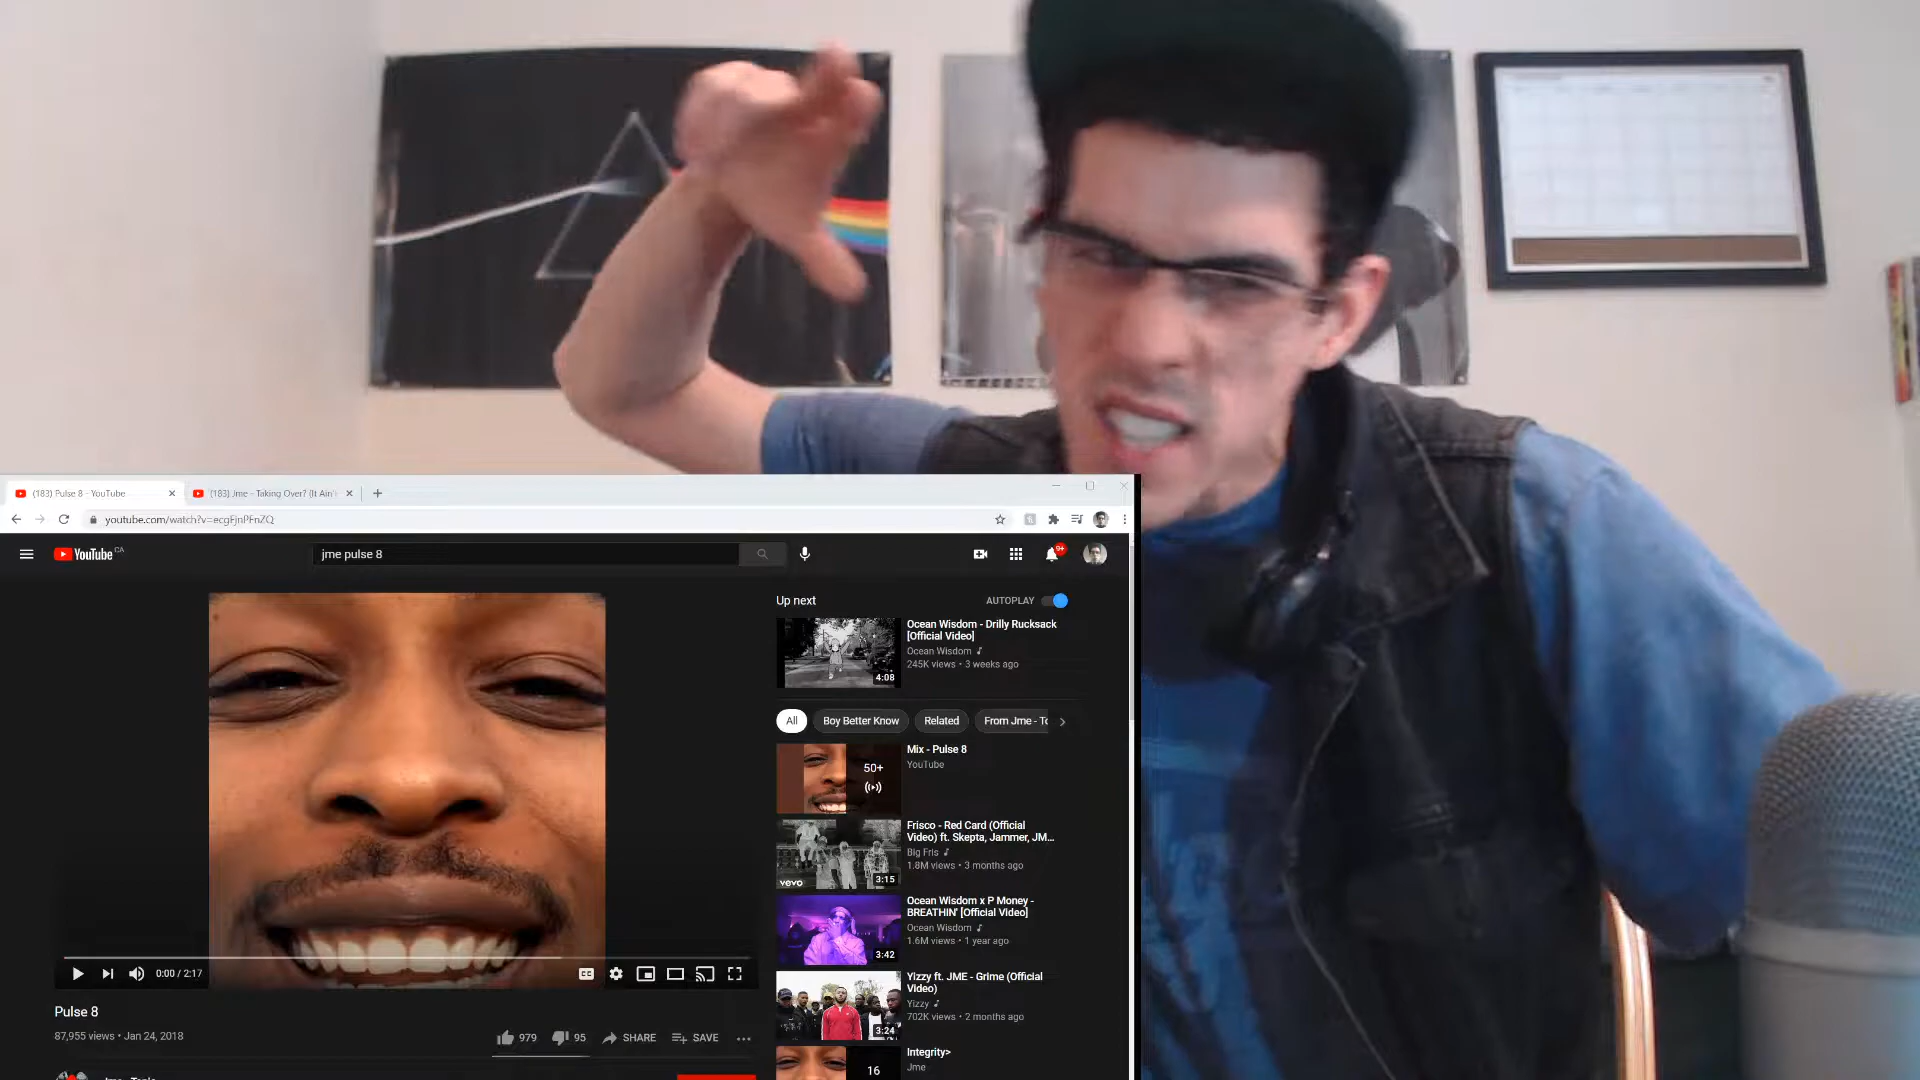 (183) Pulse 8 - YouTube
(183) Jme - Taking Over? (It Ain'
youtube.com/watch?v=ecgFjnPFnZQ
YouTube CA
jme pulse 8
9+
Up next
AUTOPLAY
Ocean Wisdom - Drilly Rucksack
[Official Video]
Ocean Wisdom
245K views • 3 weeks ago
4:08
All
Boy Better Know
Related
From Jme - To
Mix - Pulse 8
YouTube
50+
Frisco - Red Card (Official
Video) ft. Skepta, Jammer, JM...
Big Fris
1.8M views • 3 months ago
vevo
3:15
Ocean Wisdom x P Money -
BREATHIN' [Official Video]
Ocean Wisdom
1.6M views • 1 year ago
3:42
Yizzy ft. JME - Grime (Official
Video)
Yizzy
702K views • 2 months ago
3:24
Integrity>
Jme
16
0:00 / 2:17
CC
Pulse 8
87,955 views • Jan 24, 2018
979
95
SHARE
SAVE